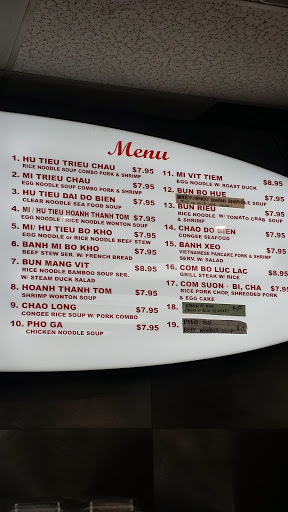 Menu
1. HU TIEU TRIEU CHAU $7.95
RICE NOODLE SOUP COMBO PORK & SHRIMP
2. MI TRIEU CHAU $7.95
EGG NOODLE SOUP COMBO PORK & SHRIMP
3. HU TIEU DAI DO BIEN $7.95
CLEAR NOODLE SEA FOOD SOUP
4. MI / HU TIEU HOANH THANH TOM $7.95
EGG NOODLE RICE NOODLE WONTON SOUP
5. MI/ HU TIEU BO KHO $7.95
EGG NOODLE or RICE NOODLE BEEF STEW
6. BANH MI BO KHO $7.95
BEEF STEW SER. W/ FRENCH BREAD
7. BUN MANG VIT $7.95
RICE NOODLE BAMBOO SOUP SER.
W/ STEAM DUCK SALAD
8. HOANH THANH TOM $7.95
SHRIMP WONTON SOUP
9. CHAO LONG $7.95
CONGEE RICE SOUP W/ PORK COMBO
10. PHO GA $7.95
CHICKEN NOODLE SOUP
11. MI VIT TIEM $8.95
EGG NOODLE W/ ROAST DUCK
12. BUN BO HUE $7.95
13. BUN RIEU $7.95
RICE NOODLE W/TOMATO CRAB SOUP
& SHRIMP
14. CHAO DO BIEN $7.95
CONGEE SEAFOOD
15. BANH XEO $7.95
VIETNAMESE PANCAKE PORK & SHRIMP
SERV. W/ SALAD
16. COM BO LUC LAC $8.95
GRILL STEAK W/ RICE
17. COM SUON - BI, CHA $7.95
RICE PORK CHOP, SHREDDED PORK
& EGG CAKE
18.
19. PHO BO